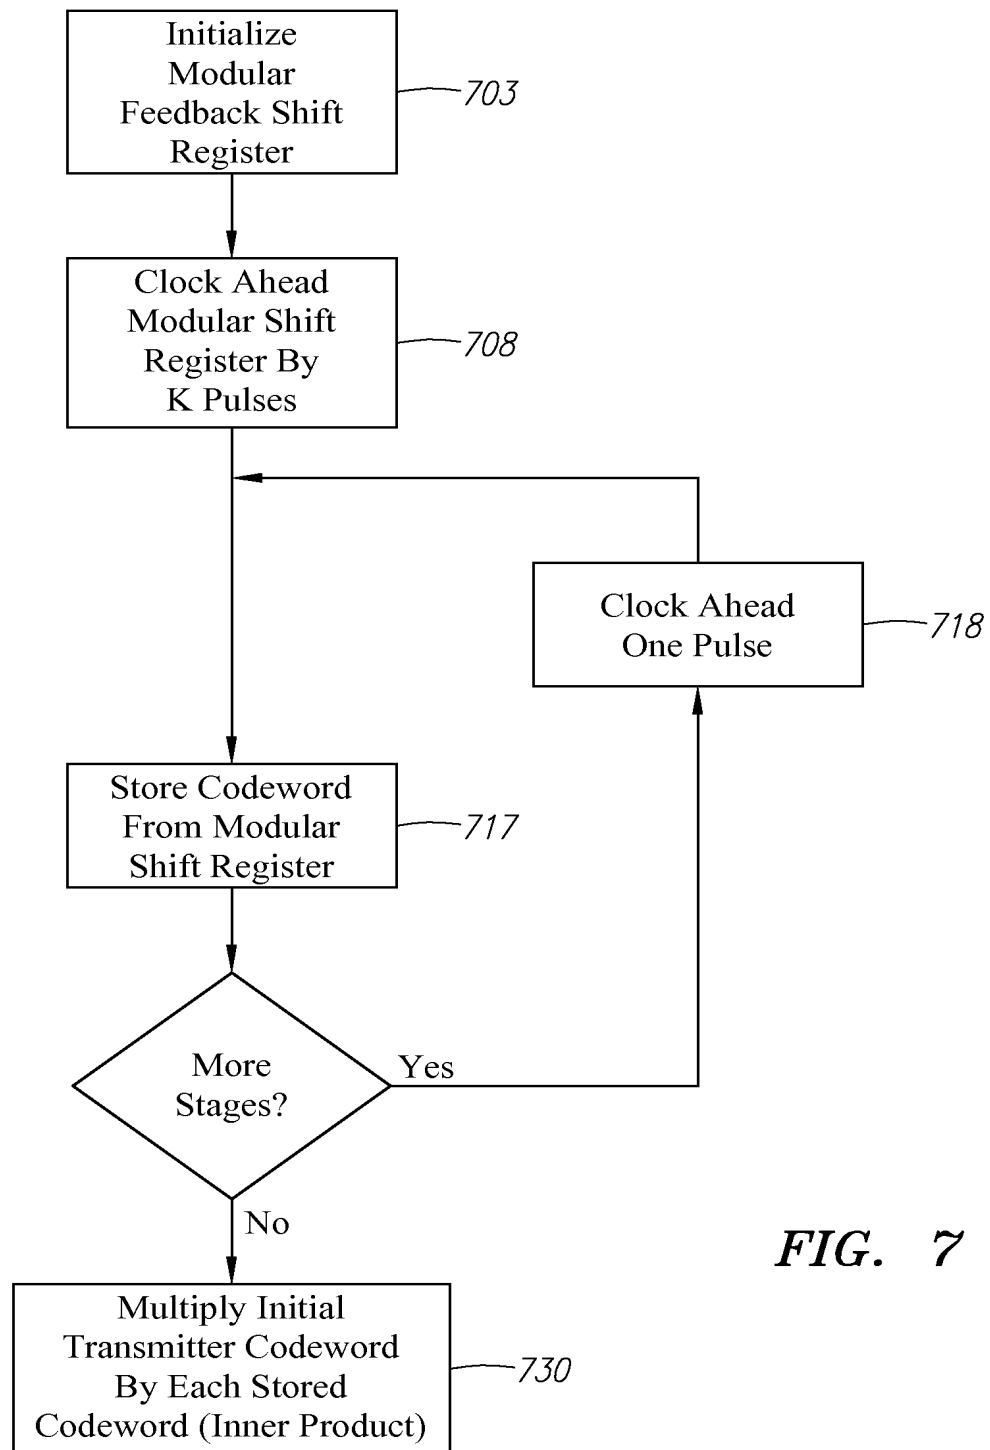 Initialize
Modular
Feedback Shift
Register
703
Clock Ahead
Modular Shift
Register By
K Pulses
708
Clock Ahead
One Pulse
718
Store Codeword
From Modular
Shift Register
717
More
Stages?
Yes
No
FIG. 7
Multiply Initial
Transmitter Codeword
By Each Stored
Codeword (Inner Product)
730